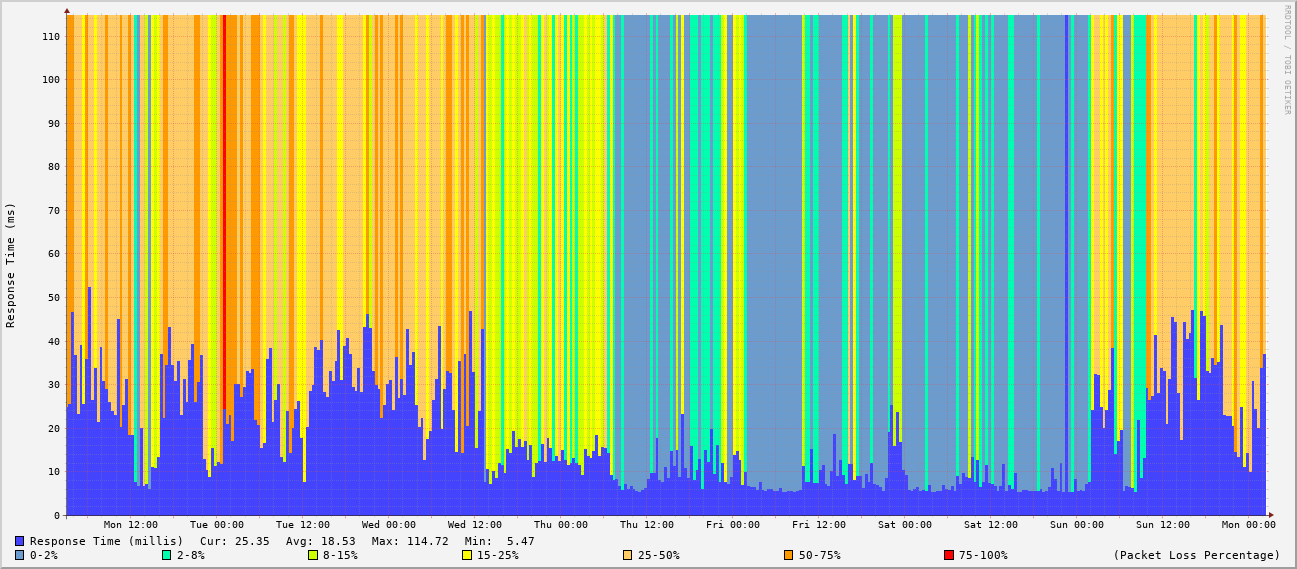 RRDTOOL / TOBI OETIKER
Response Time (ms)
110
100
90
80
70
60
50
40
30
20
10
0
Mon 12:00 Tue 00:00 Tue 12:00 Wed 00:00 Wed 12:00 Thu 00:00 Thu 12:00 Fri 00:00 Fri 12:00 Sat 00:00 Sat 12:00 Sun 00:00 Sun 12:00 Mon 00:00
Response Time (millis) Cur: 25.35 Avg: 18.53 Max: 114.72 Min: 5.47
0-2% 2-8% 8-15% 15-25% 25-50% 50-75% 75-100% (Packet Loss Percentage)